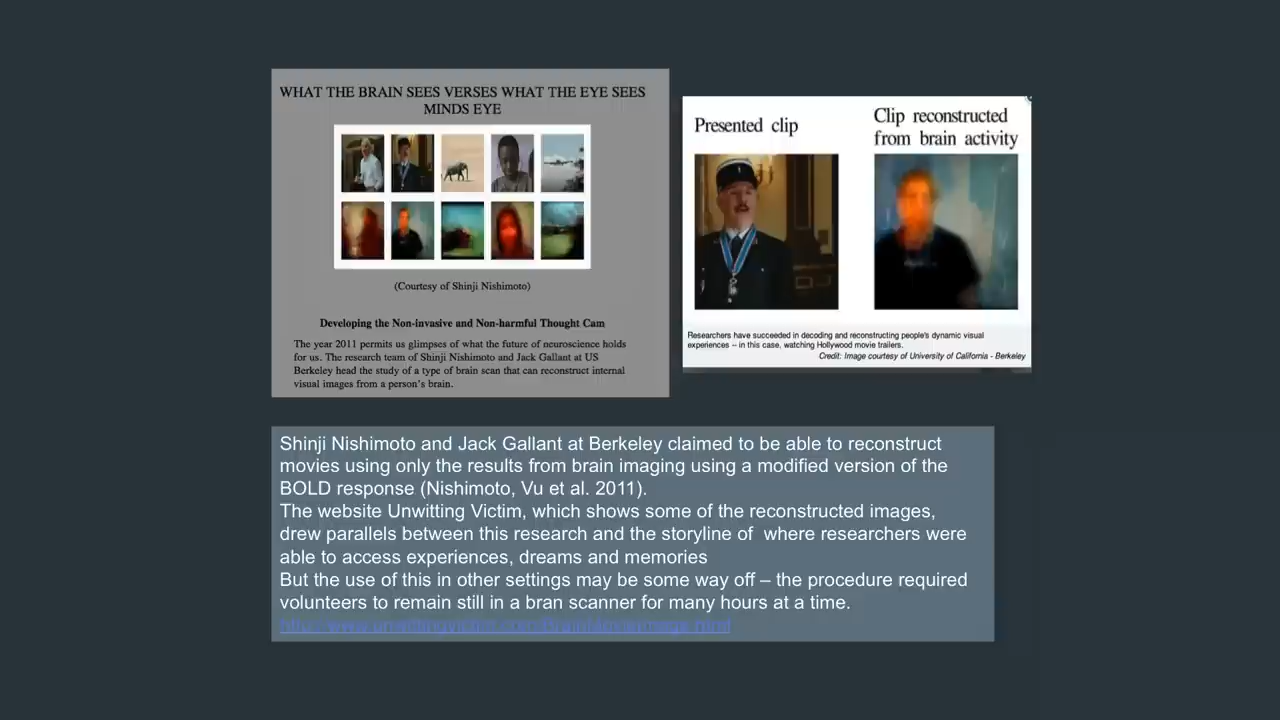 WHAT THE BRAIN SEES VERSES WHAT THE EYE SEES
MINDS EYE
(Courtesy of Shinji Nishimoto)
Developing the Non-invasive and Non-harmful Thought Cam
The year 2011 permits us glimpses of what the future of neuroscience holds
for us. The research team of Shinji Nishimoto and Jack Gallant at US
Berkeley head the study of a type of brain scan that can reconstruct internal
visual images from a person's brain.
Presented clip
Clip reconstructed
from brain activity
Researchers have succeeded in decoding and reconstructing people's dynamic visual
experiences -- in this case, watching Hollywood movie trailers.
Credit: Image courtesy of University of California - Berkeley
Shinji Nishimoto and Jack Gallant at Berkeley claimed to be able to reconstruct
movies using only the results from brain imaging using a modified version of the
BOLD response (Nishimoto, Vu et al. 2011).
The website Unwitting Victim, which shows some of the reconstructed images,
drew parallels between this research and the storyline of  where researchers were
able to access experiences, dreams and memories
But the use of this in other settings may be some way off – the procedure required
volunteers to remain still in a bran scanner for many hours at a time.